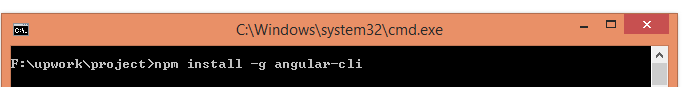 C:\Windows\system32\cmd.exe
F:\upwork\project>npm install -g angular-cli